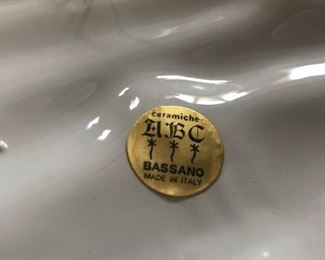 ceramiche
ABC
BASSANO
MADE IN ITALY